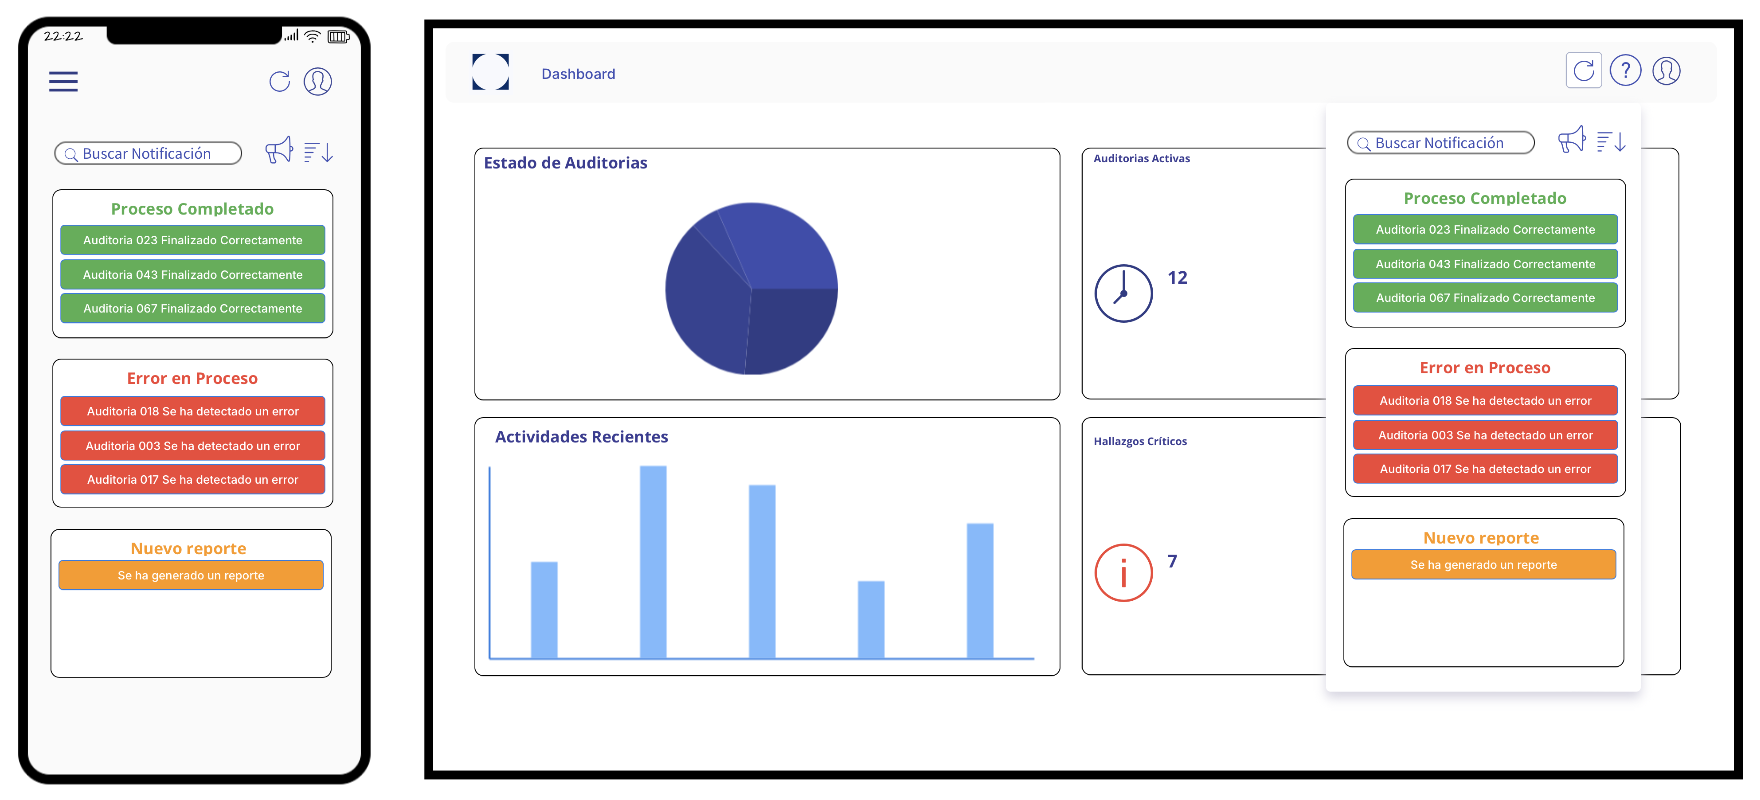 22:22
Buscar Notificación
Proceso Completado
Auditoria 023 Finalizado Correctamente
Auditoria 043 Finalizado Correctamente
Auditoria 067 Finalizado Correctamente
Error en Proceso
Auditoria 018 Se ha detectado un error
Auditoria 003 Se ha detectado un error
Auditoria 017 Se ha detectado un error
Nuevo reporte
Se ha generado un reporte
Dashboard
?
Estado de Auditorias
Auditorias Activas
12
Actividades Recientes
Hallazgos Críticos
i
7
Buscar Notificación
Proceso Completado
Auditoria 023 Finalizado Correctamente
Auditoria 043 Finalizado Correctamente
Auditoria 067 Finalizado Correctamente
Error en Proceso
Auditoria 018 Se ha detectado un error
Auditoria 003 Se ha detectado un error
Auditoria 017 Se ha detectado un error
Nuevo reporte
Se ha generado un reporte